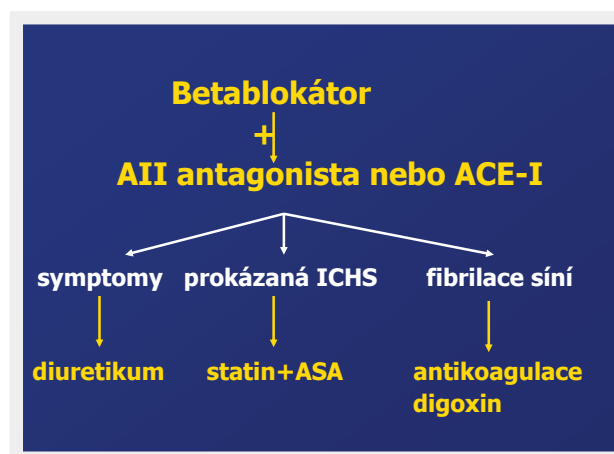 Betablokátor
+
AII antagonista nebo ACE-I
symptomy prokázaná ICHS fibrilace síní
diuretikum statin+ASA antikoagulace
digoxin